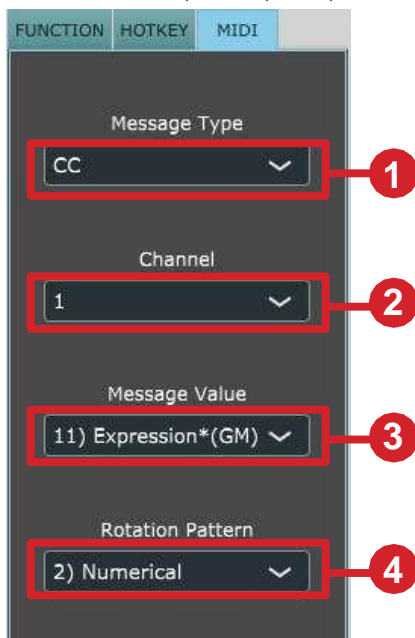 FUNCTION HOTKEY MIDI
Message Type
CC
1
Channel
1
2
Message Value
11) Expression*(GM)
3
Rotation Pattern
2) Numerical
4